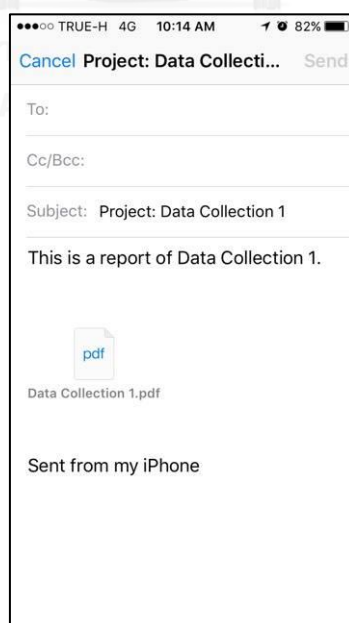 TRUE-H 4G 10:14 AM 82%
Cancel Project: Data Collecti... Send
To:
Cc/Bcc:
Subject: Project: Data Collection 1
This is a report of Data Collection 1.
pdf
Data Collection 1.pdf
Sent from my iPhone